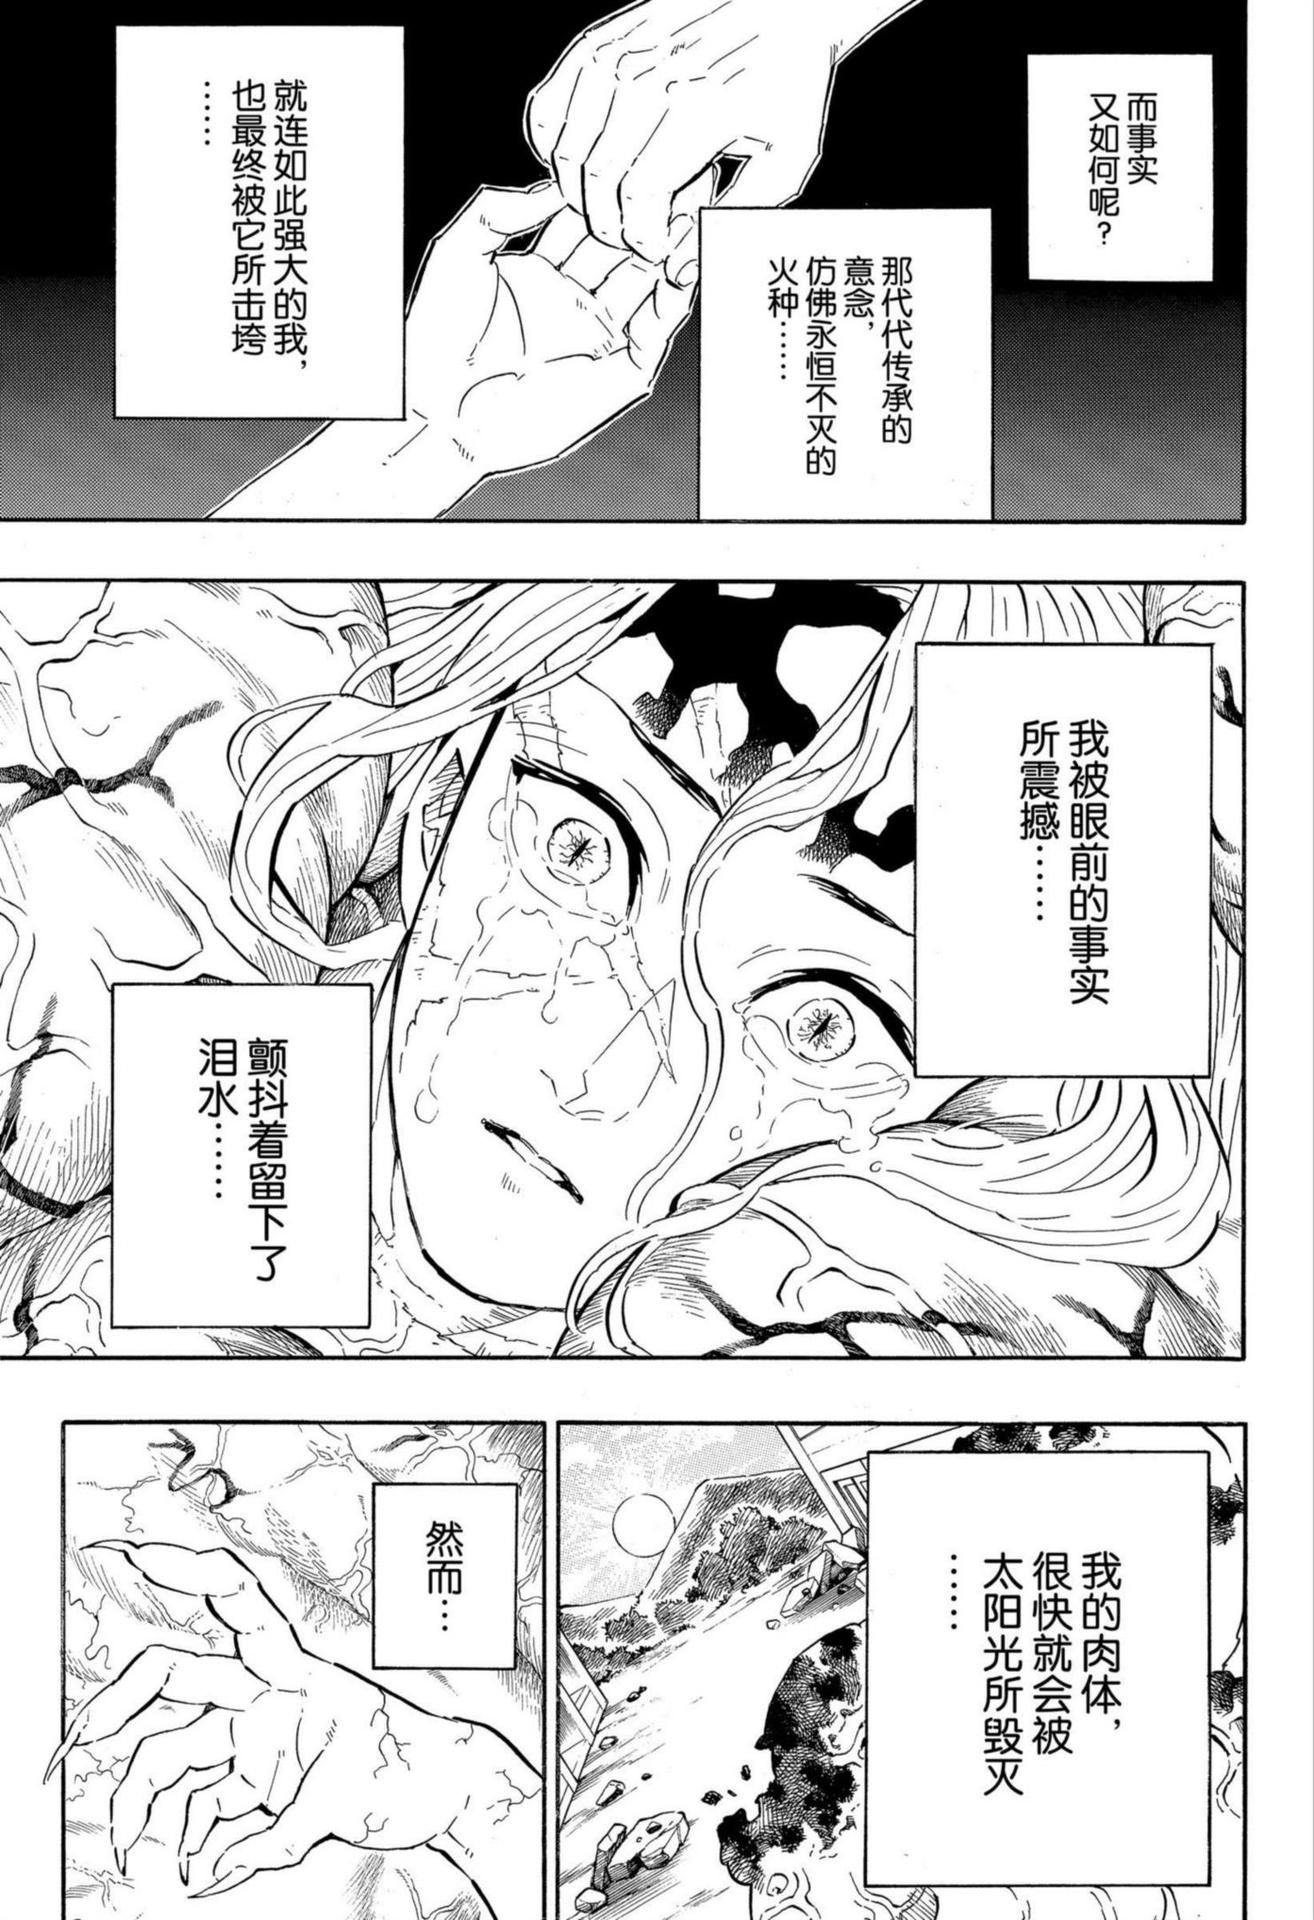 而事实
又如何呢？
那代代传承的
意念，
仿佛永恒不灭的
火种……
就连如此强大的我，
也最终被它所击垮
……
我被眼前的事实
所震撼……
颤抖着留下了
泪水……
我的肉体，
很快就会被
太阳光所毁灭
……
然而…